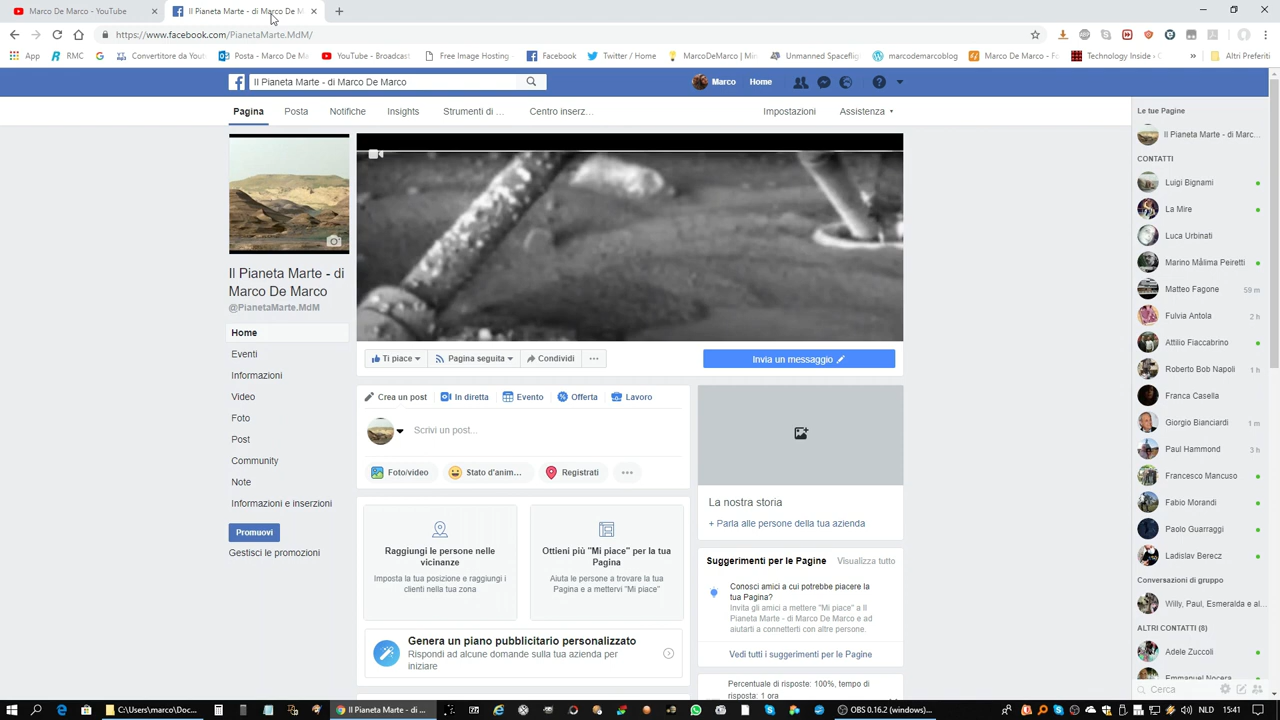 Marco De Marco - YouTube
Il Pianeta Marte - di Marco De M
https://www.facebook.com/PianetaMarte.MdM/
App
RMC
Convertitore da YouTu
Posta - Marco De Ma
YouTube - Broadcast
Free Image Hosting -
Facebook
Twitter / Home
MarcoDeMarco | Min
Unmanned Spacefligh
marcodemarcoblog
Marco De Marco - Fo
Technology Inside - C
»
Altri Preferiti
Il Pianeta Marte - di Marco De Marco
Marco
Home
Pagina
Posta
Notifiche
Insights
Strumenti di ...
Centro inserz...
Impostazioni
Assistenza
Il Pianeta Marte - di
Marco De Marco
@PianetaMarte.MdM
Home
Eventi
Informazioni
Video
Foto
Post
Community
Note
Informazioni e inserzioni
Promuovi
Gestisci le promozioni
Ti piace
Pagina seguita
Condividi
...
Invia un messaggio
Crea un post
In diretta
Evento
Offerta
Lavoro
Scrivi un post...
Foto/video
Stato d'anim...
Registrati
...
Raggiungi le persone nelle
vicinanze
Imposta la tua posizione e raggiungi i
clienti nella tua zona
Ottieni più "Mi piace" per la tua
Pagina
Aiuta le persone a trovare la tua
Pagina e a mettervi "Mi piace"
Genera un piano pubblicitario personalizzato
Rispondi ad alcune domande sulla tua azienda per
iniziare
La nostra storia
+ Parla alle persone della tua azienda
Suggerimenti per le Pagine
Visualizza tutto
Conosci amici a cui potrebbe piacere la
tua Pagina?
Invita gli amici a mettere "Mi piace" a Il
Pianeta Marte - di Marco De Marco e ad
aiutarti a connetterti con altre persone.
Vedi tutti i suggerimenti per le Pagine
Percentuale di risposte: 100%, tempo di
risposta: 1 ora
Le tue Pagine
Il Pianeta Marte - di Marc...
CONTATTI
Luigi Bignami
La Mire
Luca Urbinati
Marino Målima Peiretti
Matteo Fagone
59 m
Fulvia Antola
2 h
Attilio Fiaccabrino
Roberto Bob Napoli
1 h
Franca Casella
Giorgio Bianciardi
1 m
Paul Hammond
3 h
Francesco Mancuso
Fabio Morandi
Paolo Guarraggi
Ladislav Berecz
Conversazioni di gruppo
Willy, Paul, Esmeralda e al...
ALTRI CONTATTI (8)
Adele Zuccoli
Emmanuel Nocera
Cerca
C:\Users\marco\Doc...
Il Pianeta Marte - di ...
OBS 0.16.2 (windows)...
NLD
15:41